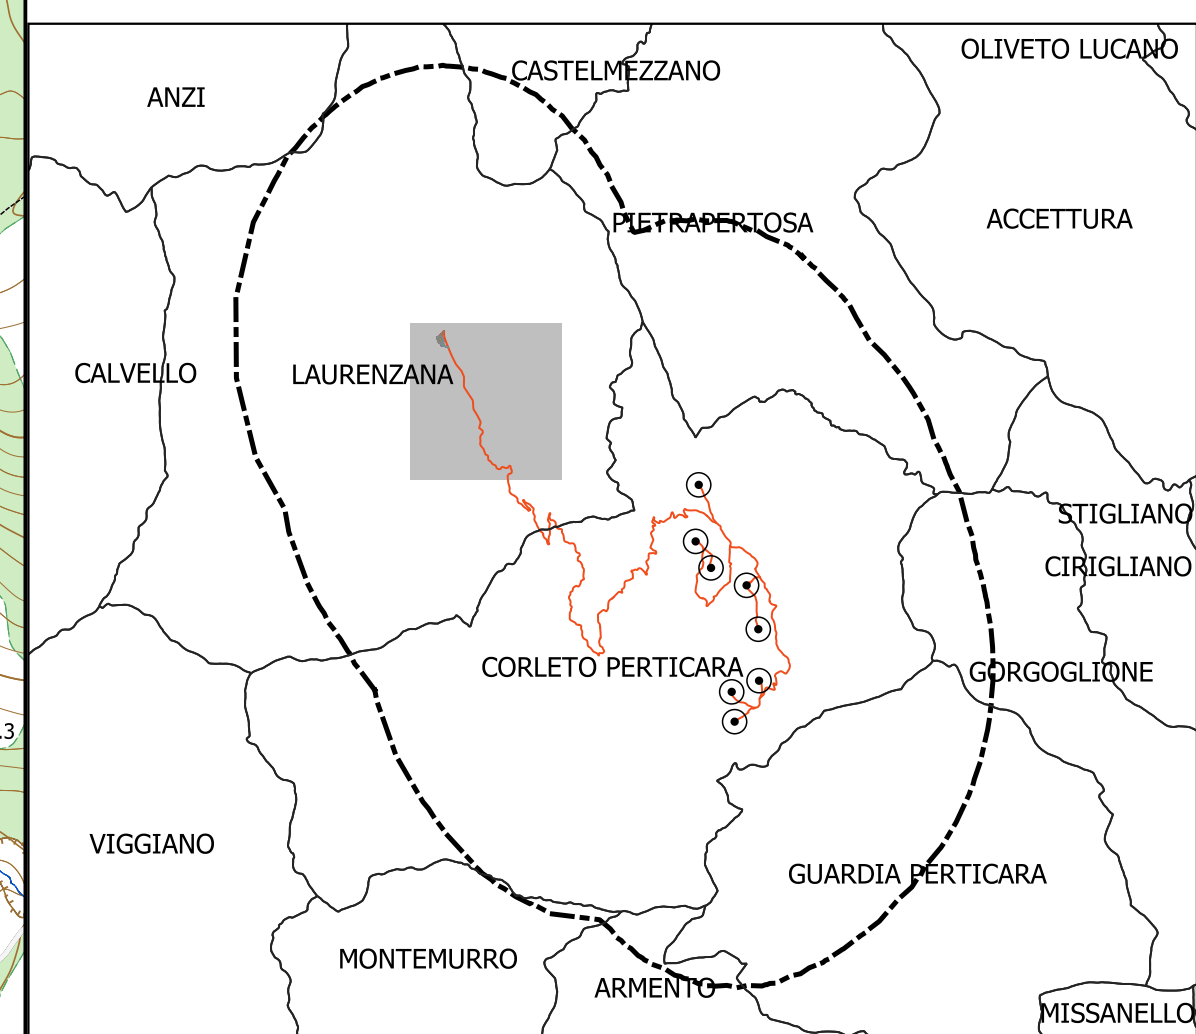 OLIVETO LUCANO
CASTELMEZZANO
ANZI
ACCETTURA
PIETRAPERTOSA
CALVELLO
LAURENZANA
STIGLIANO
CIRIGLIANO
CORLETO PERTICARA
GORGOGLIONE
.3
VIGGIANO
GUARDIA PERTICARA
MONTEMURRO
ARMENTO
MISSANELLO